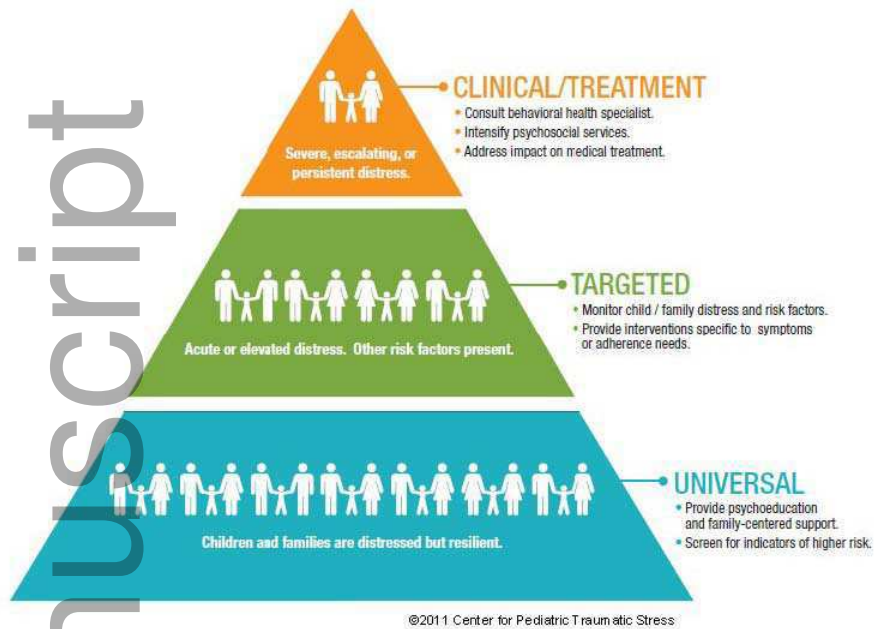 CLINICAL/TREATMENT
• Consult behavioral health specialist.
• Intensify psychosocial services.
• Address impact on medical treatment.
Severe, escalating, or
persistent distress.
TARGETED
• Monitor child / family distress and risk factors.
• Provide interventions specific to symptoms
or adherence needs.
Acute or elevated distress. Other risk factors present.
UNIVERSAL
• Provide psychoeducation
and family-centered support.
• Screen for indicators of higher risk.
Children and families are distressed but resilient.
©2011 Center for Pediatric Traumatic Stress
nuscript